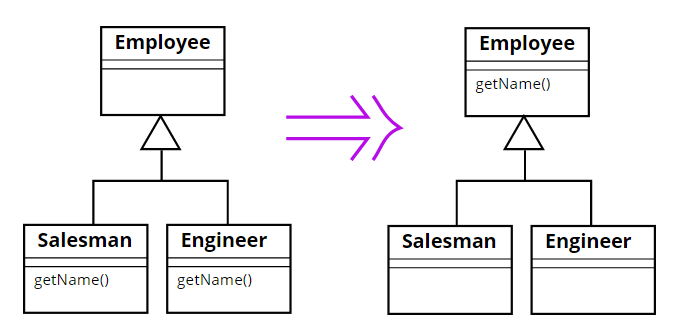 Employee
Salesman
getName()
Engineer
getName()
Employee
getName()
Salesman
Engineer